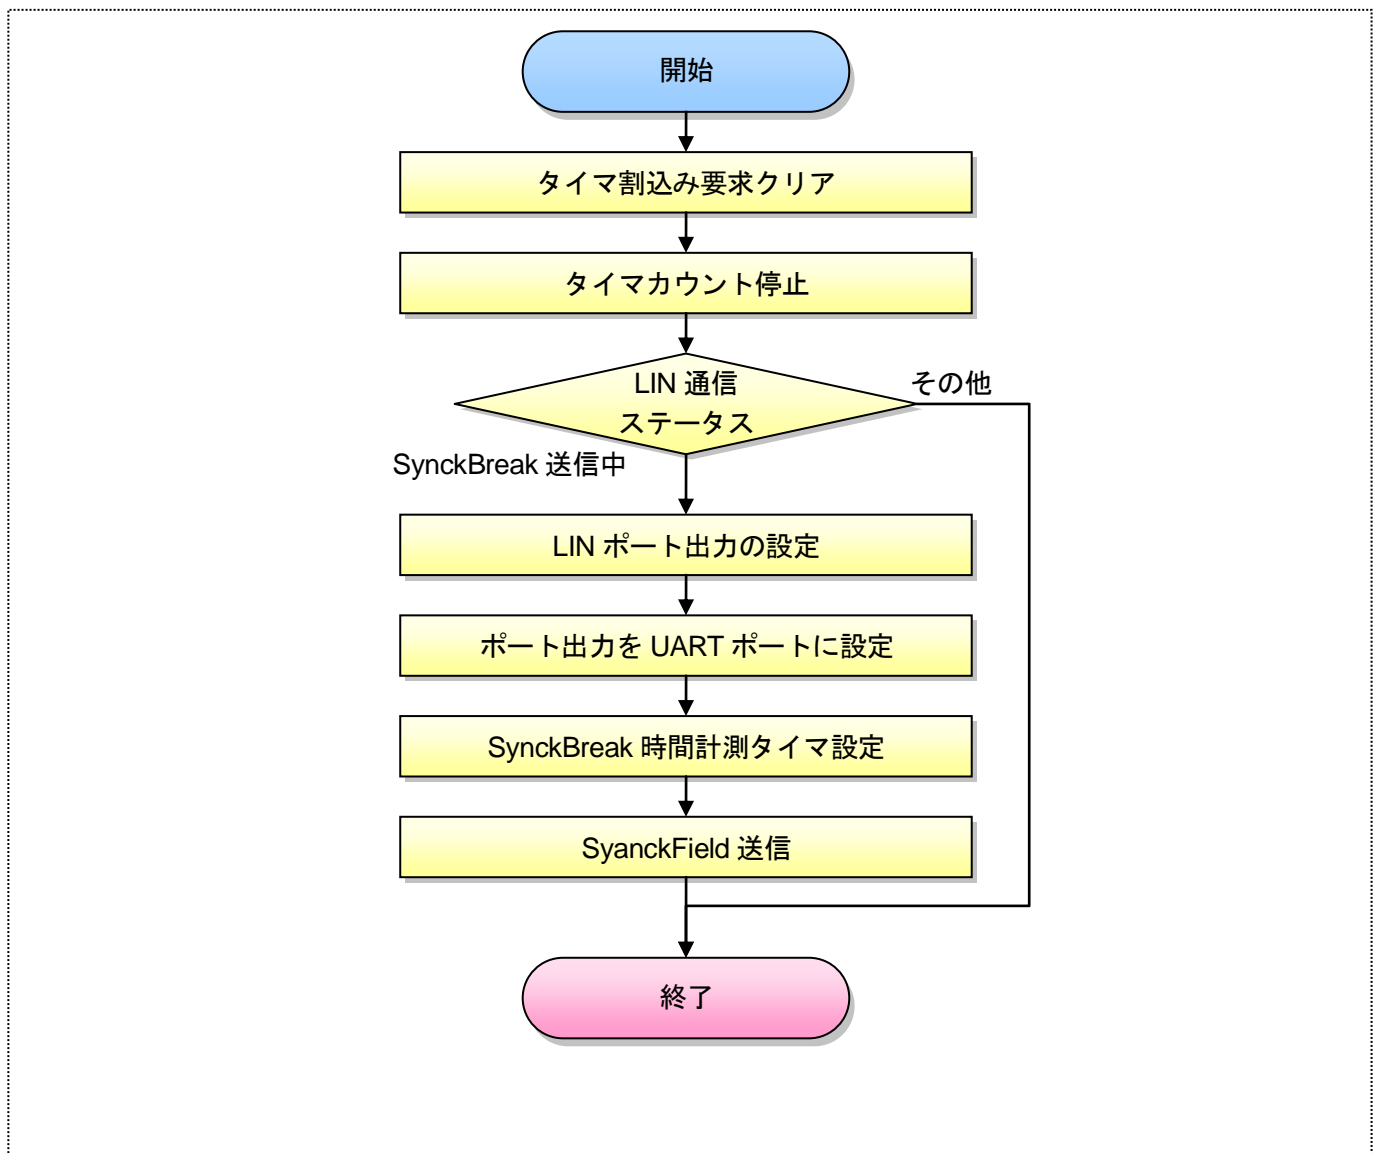 開始
タイマ割込み要求クリア
タイマカウント停止
LIN 通信
ステータス
その他
SynckBreak 送信中
LIN ポート出力の設定
ポート出力を UART ポートに設定
SynckBreak 時間計測タイマ設定
SyanckField 送信
終了